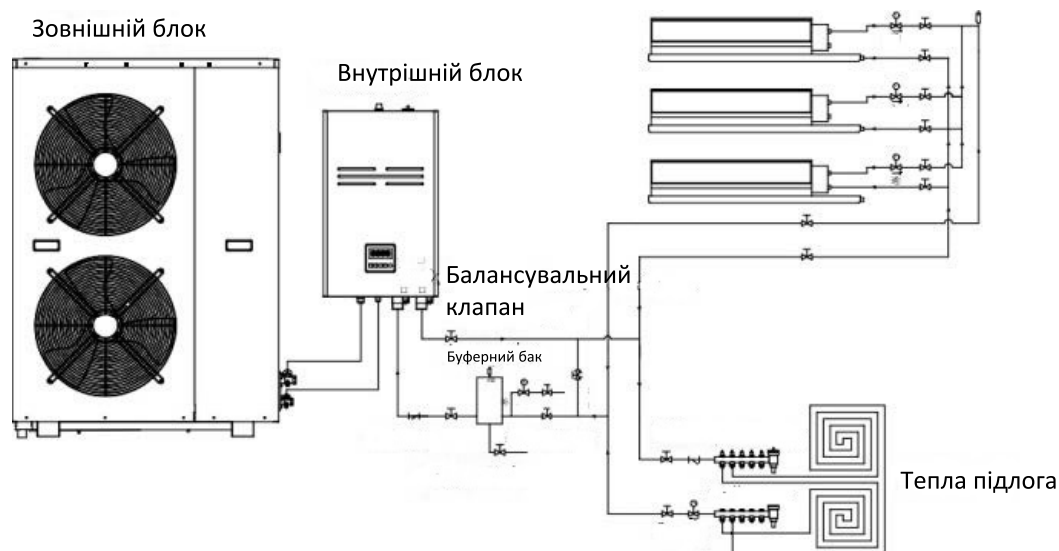 Зовнішній блок
Внутрішній блок
Балансувальний
клапан
Буферний бак
Тепла підлога